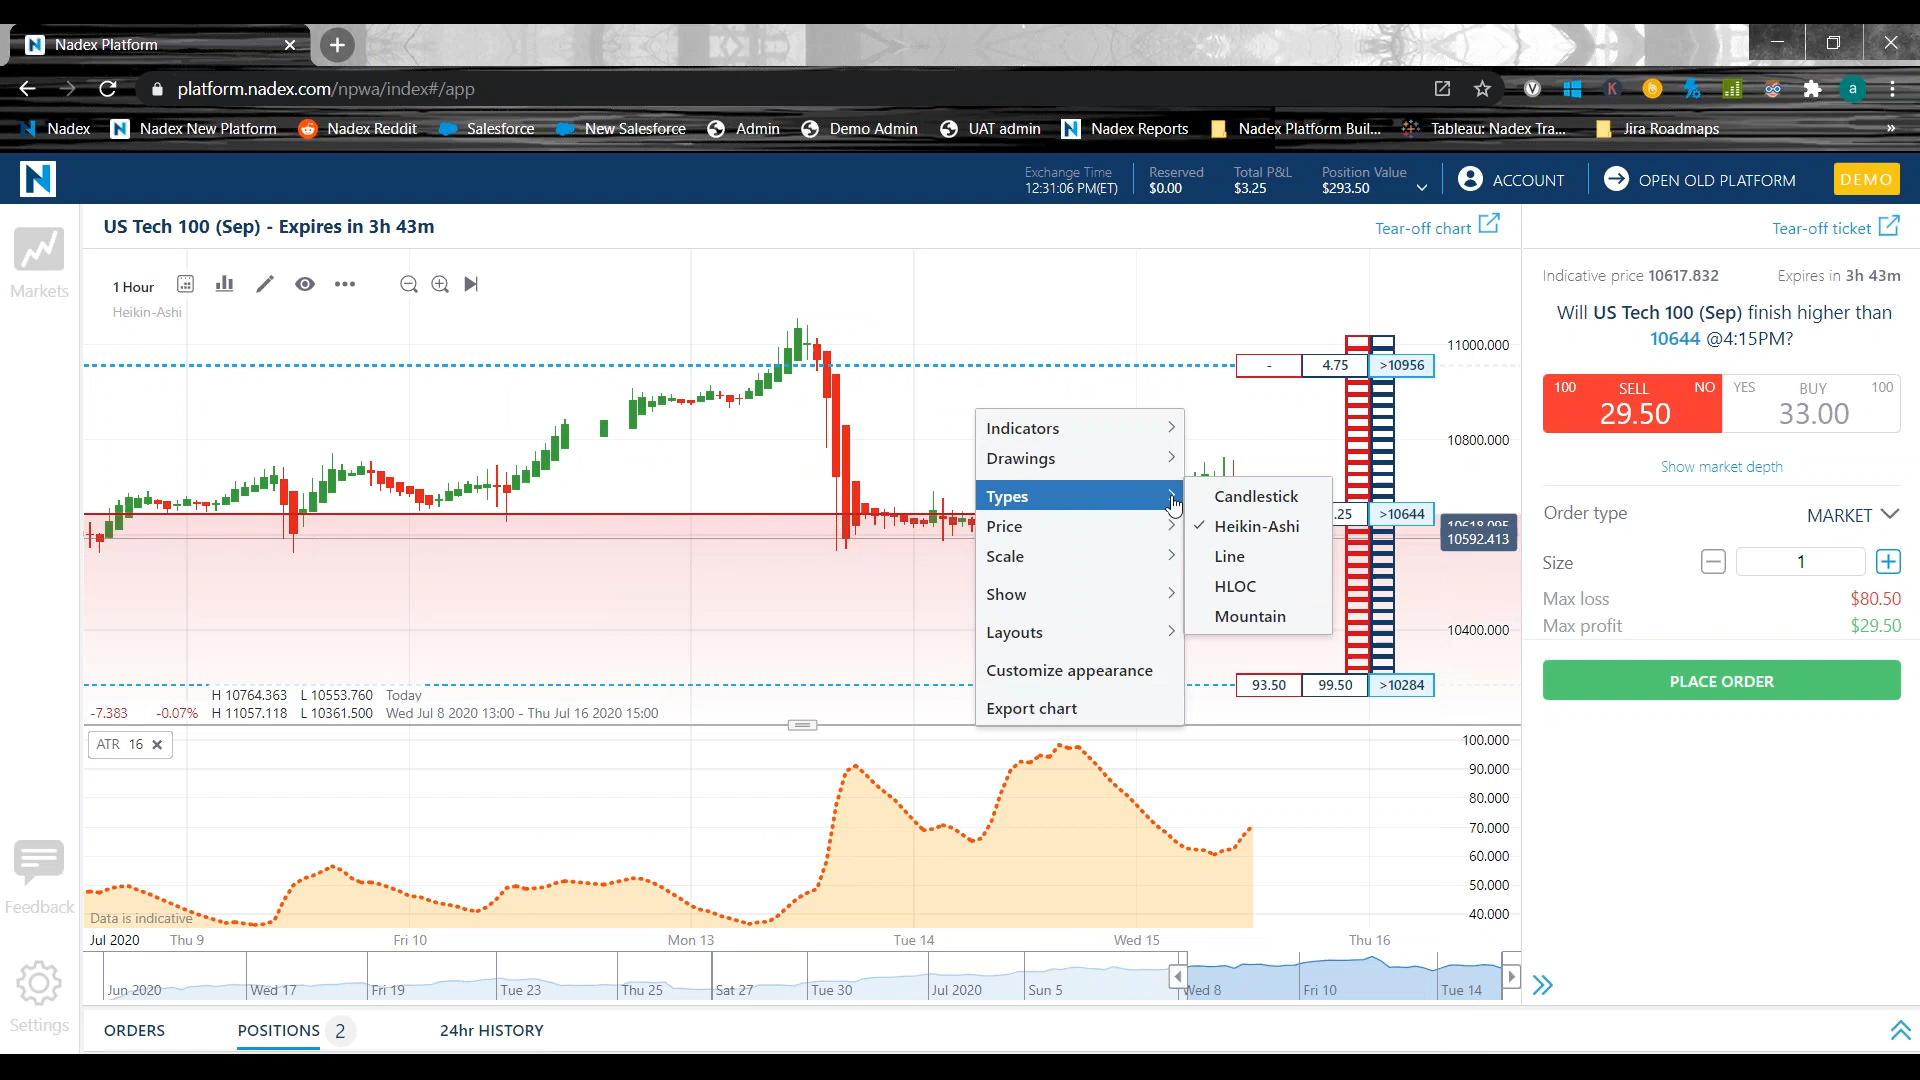 Nadex Platform
platform.nadex.com/npwa/index#/app
Nadex Nadex New Platform Nadex Reddit Salesforce New Salesforce Admin Demo Admin UAT admin Nadex Reports Nadex Platform Buil... Tableau: Nadex Tra... Jira Roadmaps »
Exchange Time Reserved Total P&L Position Value
12:31:06 PM(ET) $0.00 $3.25 $293.50
ACCOUNT OPEN OLD PLATFORM DEMO
US Tech 100 (Sep) - Expires in 3h 43m
Tear-off chart
Tear-off ticket
Markets
1 Hour
Heikin-Ashi
11000.000
10800.000
10592.413
10400.000
- 4.75 >10956
.25 >10644
93.50 99.50 >10284
Indicators
Drawings
Types
Price
Scale
Show
Layouts
Customize appearance
Export chart
Candlestick
Heikin-Ashi
Line
HLOC
Mountain
H 10764.363 L 10553.760 Today
-7.383 -0.07% H 11057.118 L 10361.500 Wed Jul 8 2020 13:00 - Thu Jul 16 2020 15:00
ATR 16
100.000
90.000
80.000
70.000
60.000
50.000
40.000
Data is indicative
Jul 2020 Thu 9 Fri 10 Mon 13 Tue 14 Wed 15 Thu 16
Jun 2020 Wed 17 Fri 19 Tue 23 Thu 25 Sat 27 Tue 30 Jul 2020 Sun 5 Wed 8 Fri 10 Tue 14
Indicative price 10617.832 Expires in 3h 43m
Will US Tech 100 (Sep) finish higher than
10644 @4:15PM?
100 SELL NO YES BUY 100
29.50 33.00
Show market depth
Order type MARKET
Size 1
Max loss $80.50
Max profit $29.50
PLACE ORDER
Feedback
Settings
ORDERS POSITIONS 2 24hr HISTORY